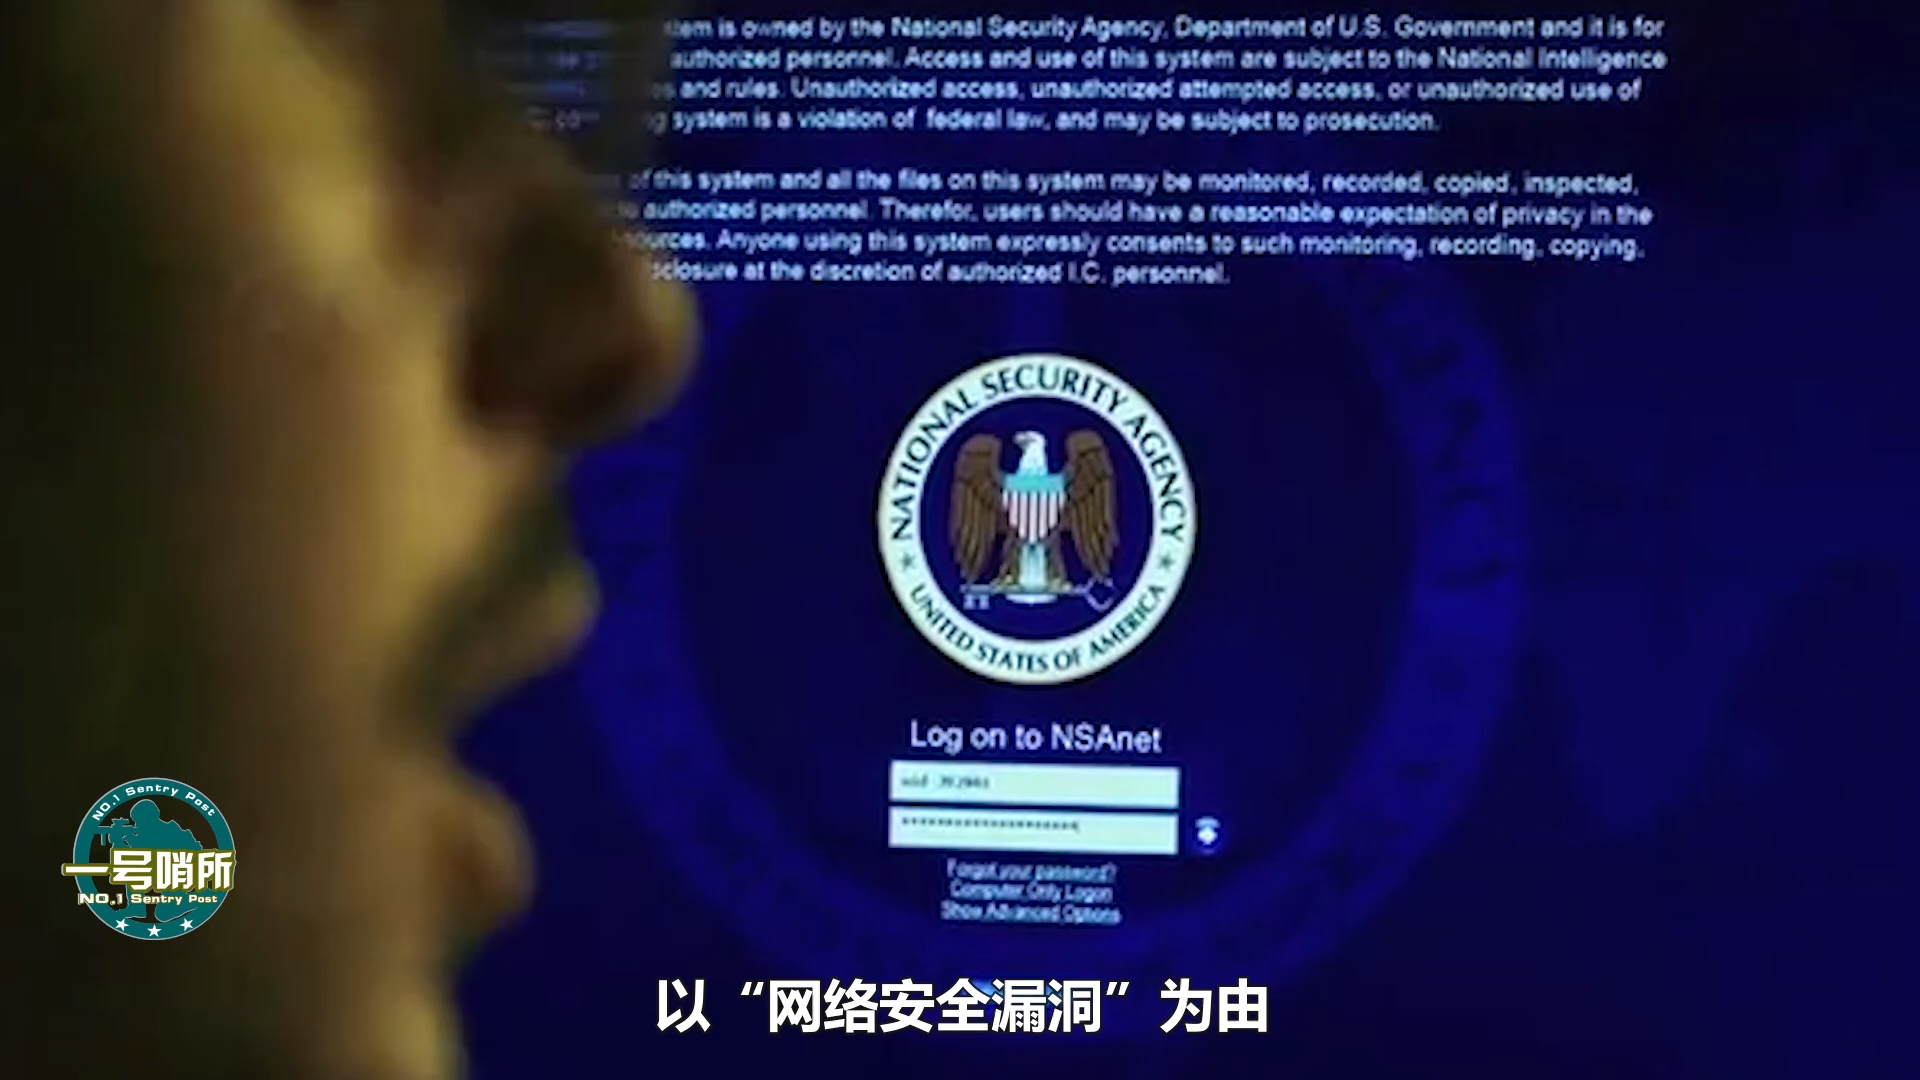 tem is owned by the National Security Agency, Department of U.S. Government and it is for
authorized personnel. Access and use of this system are subject to the National Intelligence
and rules. Unauthorized access, unauthorized attempted access, or unauthorized use of
system is a violation of federal law, and may be subject to prosecution.
of this system and all the files on this system may be monitored, recorded, copied, inspected,
to authorized personnel. Therefor, users should have a reasonable expectation of privacy in the
Anyone using this system expressly consents to such monitoring, recording, copying,
at the discretion of authorized I.C. personnel.
NATIONAL SECURITY AGENCY
UNITED STATES OF AMERICA
Log on to NSAnet
Forgot your password?
Computer Only Logon
Show Advanced Options
NO.1 Sentry Post
一号哨所
NO.1 Sentry Post
以“网络安全漏洞”为由